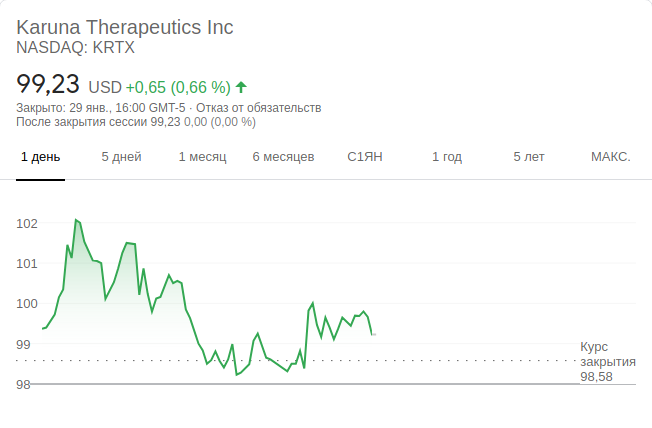 Karuna Therapeutics Inc
NASDAQ: KRTX
99,23 USD +0,65 (0,66 %)
Закрыто: 29 янв., 16:00 GMT-5 · Отказ от обязательств
После закрытия сессии 99,23 0,00 (0,00 %)
1 день 5 дней 1 месяц 6 месяцев С1ЯН 1 год 5 лет МАКС.
102
101
100
99
98
Курс
закрытия
98,58